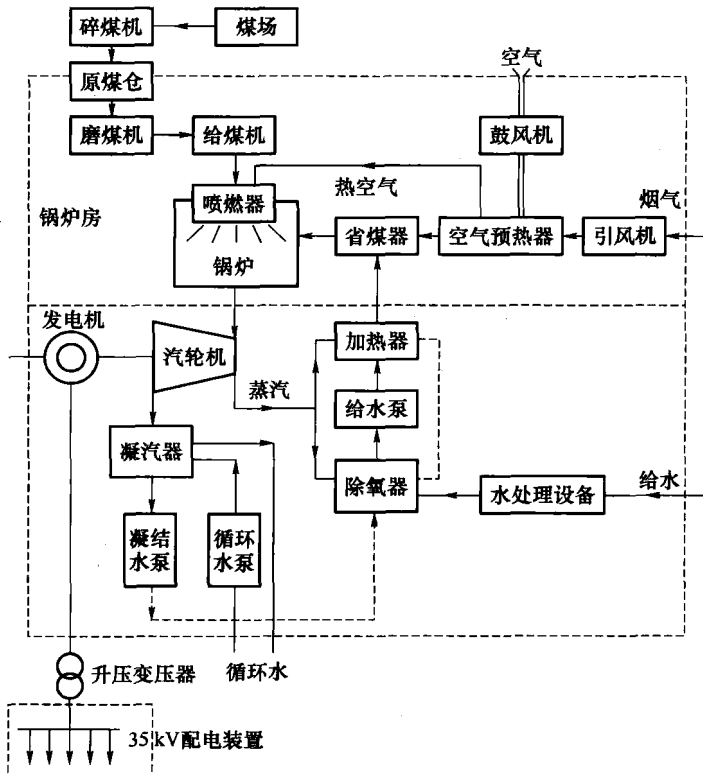 碎煤机
煤场
空气
原煤仓
磨煤机
给煤机
鼓风机
热空气
烟气
喷燃器
锅炉房
省煤器
空气预热器
引风机
锅炉
发电机
汽轮机
加热器
蒸汽
给水泵
凝汽器
除氧器
水处理设备
给水
凝结
水泵
循环
水泵
升压变压器
循环水
35 kV配电装置